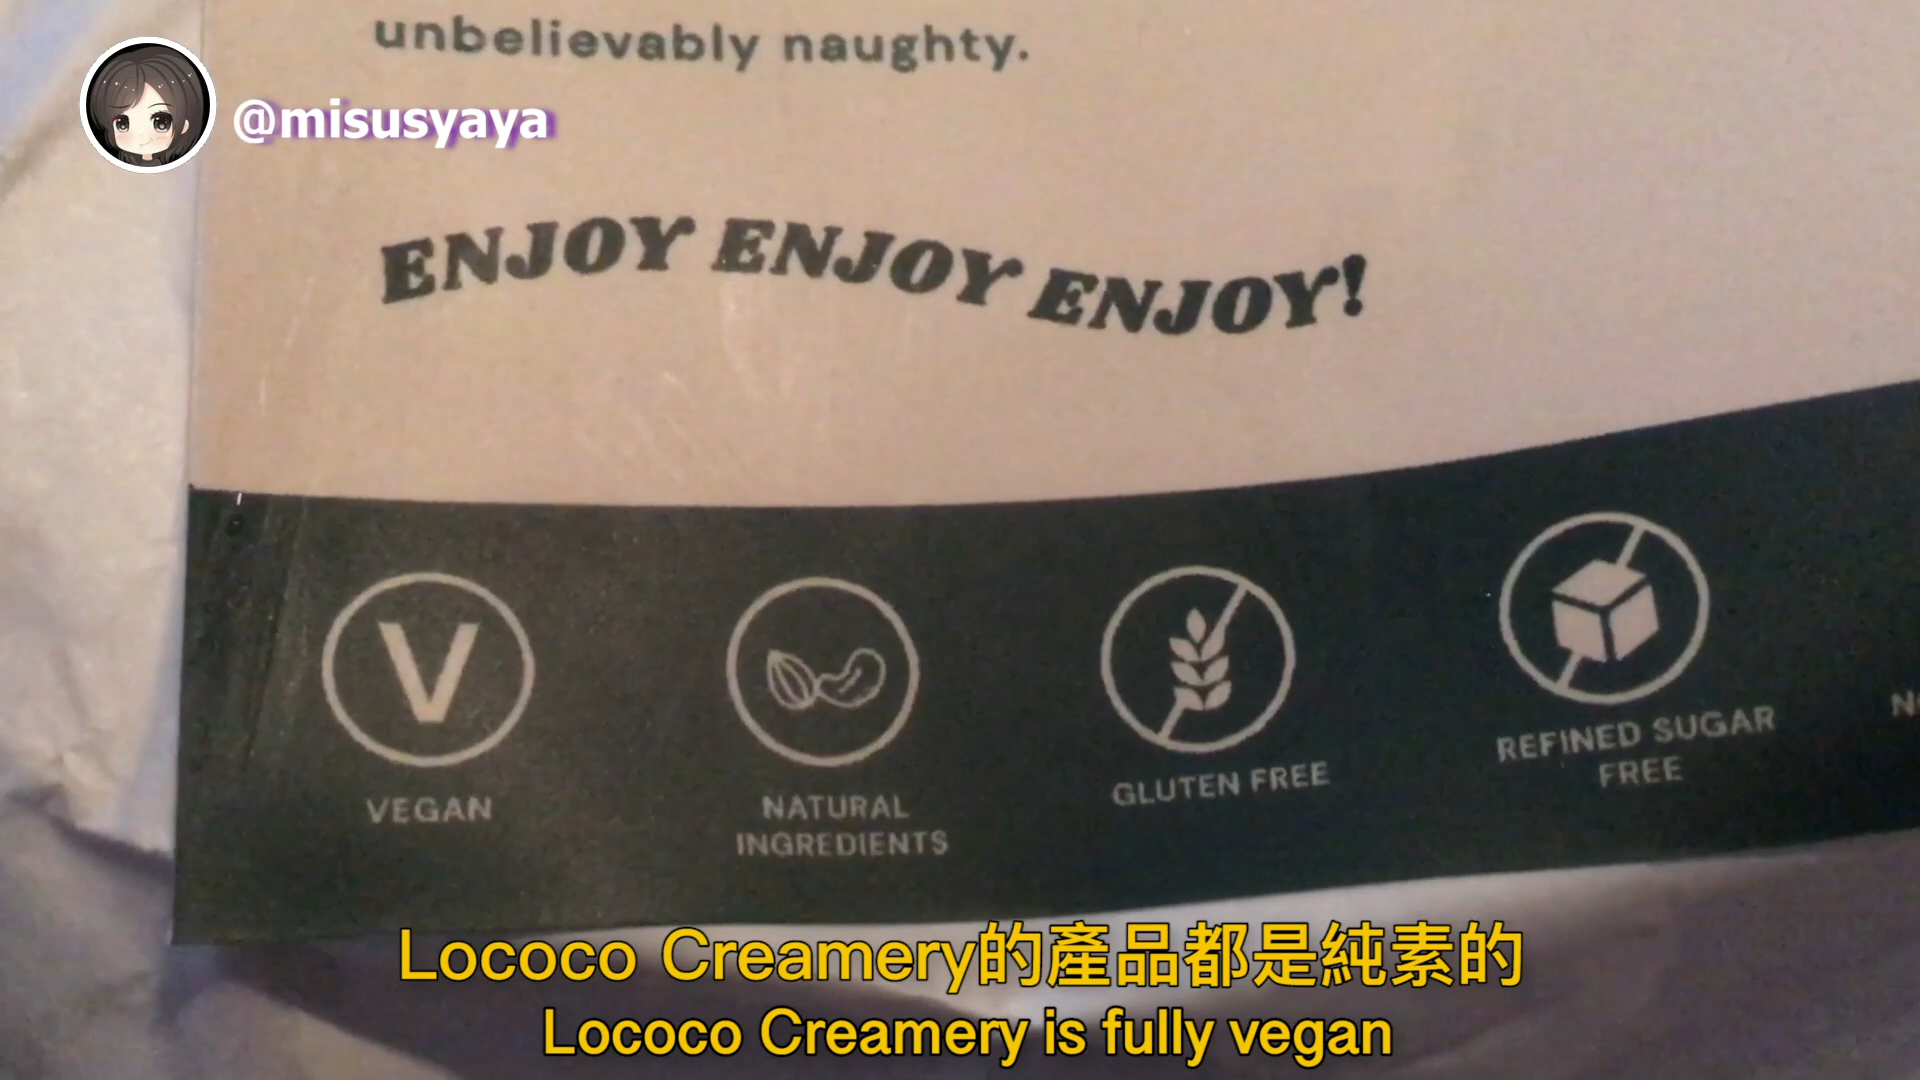 unbelievably naughty.
@misusyaya
ENJOY ENJOY ENJOY!
VEGAN
NATURAL
INGREDIENTS
GLUTEN FREE
REFINED SUGAR
FREE
Lococo Creamery的產品都是純素的
Lococo Creamery is fully vegan